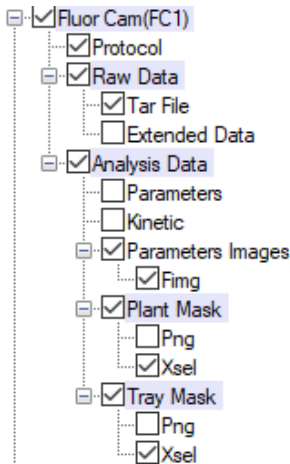 Fluor Cam(FC1)
Protocol
Raw Data
Tar File
Extended Data
Analysis Data
Parameters
Kinetic
Parameters Images
Fimg
Plant Mask
Png
Xsel
Tray Mask
Png
Xsel